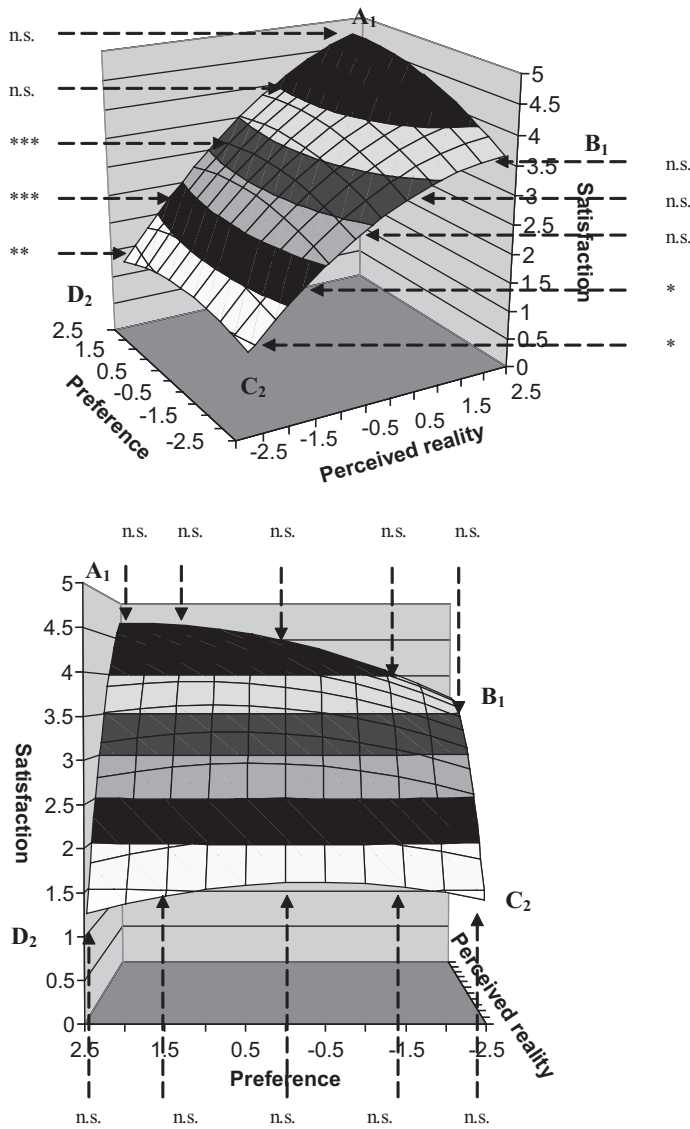 A1
n.s.
n.s.
***
***
**
B1
n.s.
n.s.
n.s.
*
*
D2
C2
5
4.5
4
3.5
3
2.5
2
1.5
1
0.5
0
Satisfaction
2.5
1.5
0.5
-0.5
-1.5
-2.5
Preference
-2.5
-1.5
-0.5
0.5
1.5
2.5
Perceived reality
n.s.
n.s.
n.s.
n.s.
n.s.
A1
B1
C2
D2
5
4.5
4
3.5
3
2.5
2
1.5
1
0.5
0
Satisfaction
2.5
1.5
0.5
-0.5
-1.5
-2.5
Preference
Perceived reality
n.s.
n.s.
n.s.
n.s.
n.s.